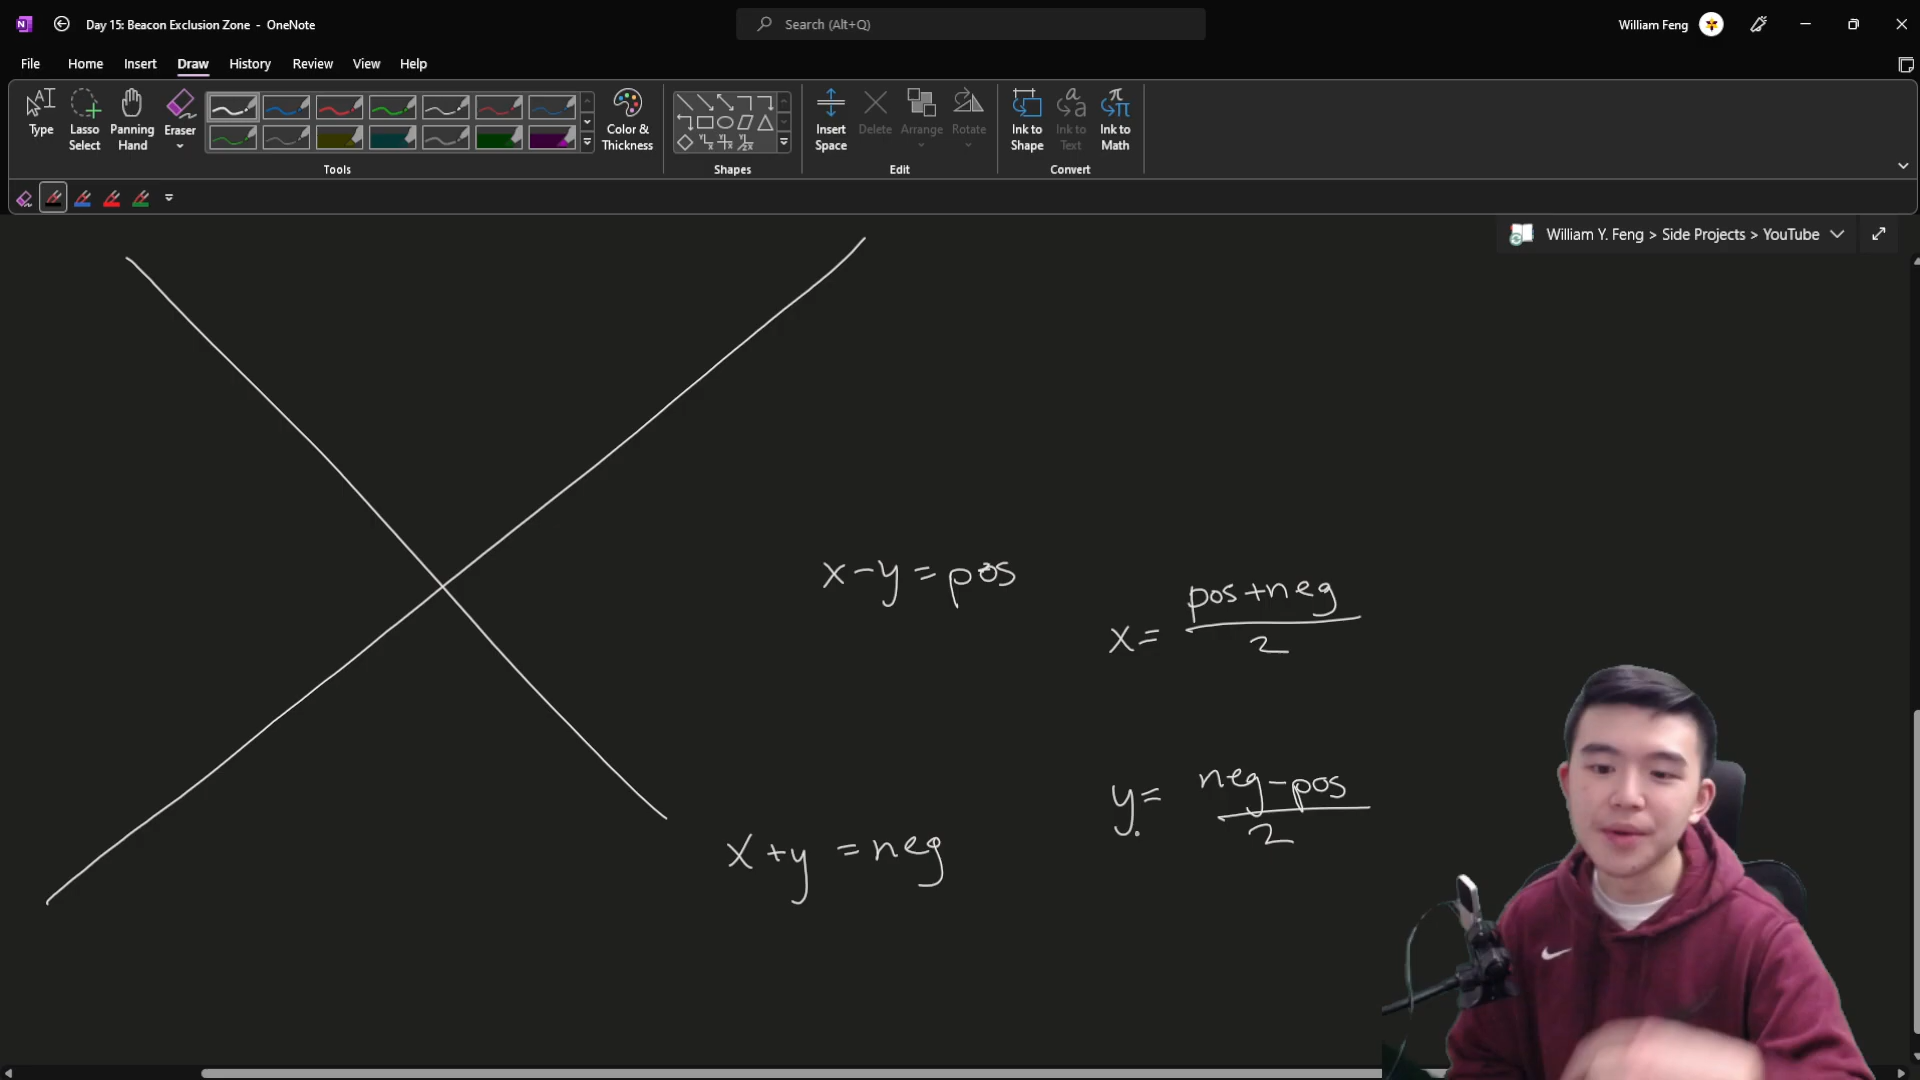 Day 15: Beacon Exclusion Zone - OneNote
Search (Alt+Q)
William Feng
File Home Insert Draw History Review View Help
Type
Lasso Select
Panning Hand
Eraser
Color & Thickness
Insert Space
Delete
Arrange
Rotate
Ink to Shape
Ink to Text
Ink to Math
Tools
Shapes
Edit
Convert
William Y. Feng > Side Projects > YouTube
x-y=pos
x= pos+neg
2
y= neg-pos
2
x+y=neg